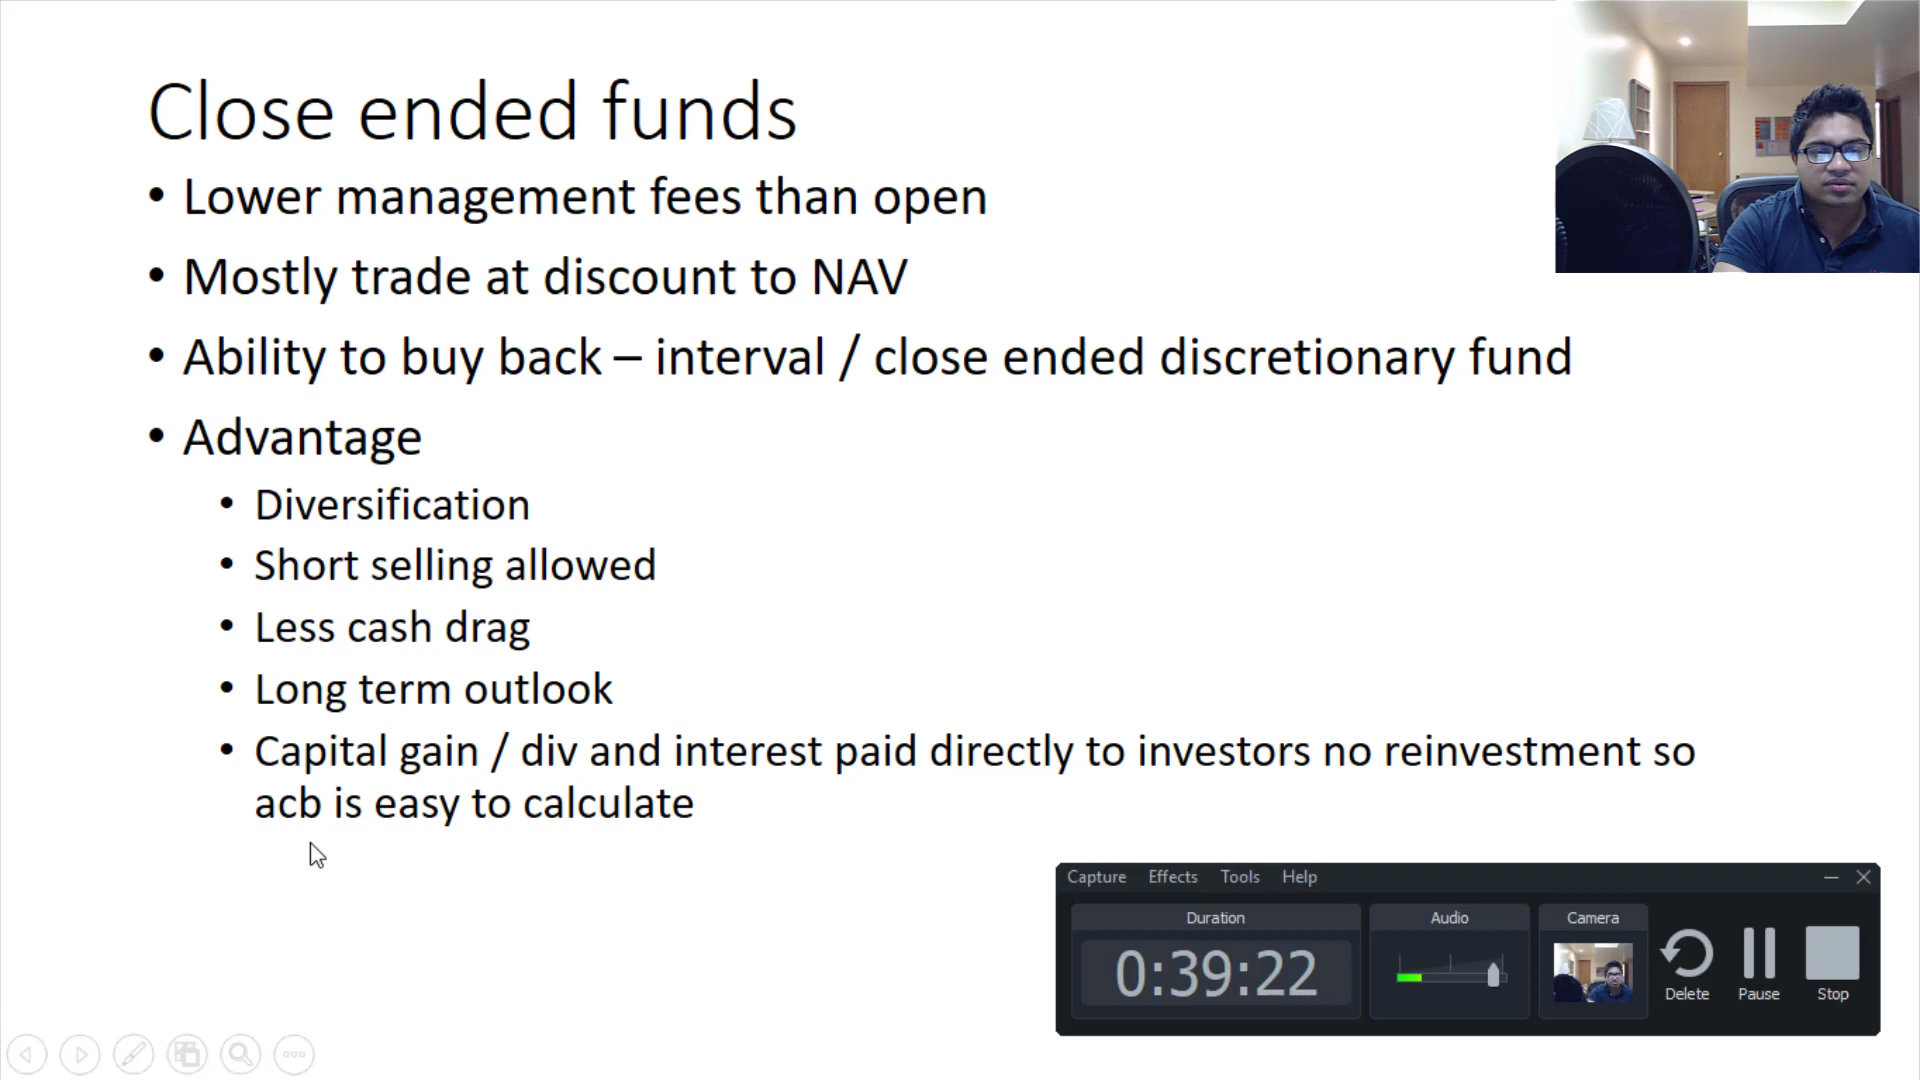 Close ended funds
• Lower management fees than open
• Mostly trade at discount to NAV
• Ability to buy back – interval / close ended discretionary fund
• Advantage
• Diversification
• Short selling allowed
• Less cash drag
• Long term outlook
• Capital gain / div and interest paid directly to investors no reinvestment so
acb is easy to calculate
Capture Effects Tools Help
Duration
Audio
Camera
0:39:22
Delete
Pause
Stop